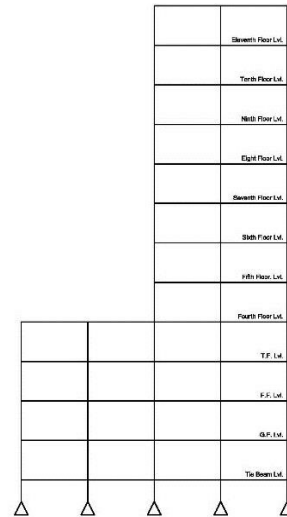 Eleventh Floor Lvl.
Tenth Floor Lvl.
Ninth Floor Lvl.
Eight Floor Lvl.
Seventh Floor Lvl.
Sixth Floor Lvl.
Fifth Floor. Lvl.
Fourth Floor Lvl.
T.F. Lvl.
F.F. Lvl.
G.F. Lvl.
Tie Beam Lvl.